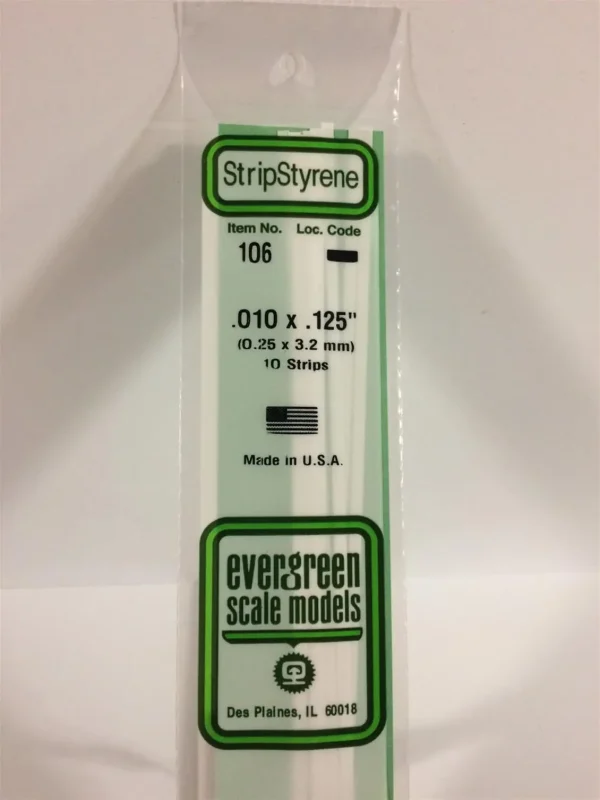 StripStyrene
Item No. Loc. Code
106
.010 x .125"
(0.25 x 3.2 mm)
10 Strips
Made in U.S.A.
evergreen
scale models
Des Plaines, IL 60018